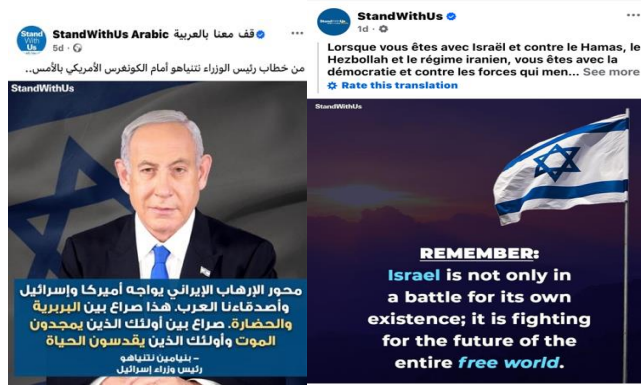 Stand
With
Us
StandWithUs Arabic قف معنا بالعربية
5d
من خطاب رئيس الوزراء نتنياهو أمام الكونغرس الأمريكي بالأمس..
StandWithUs
محور الإرهاب الإيراني يواجه أميركا وإسرائيل
وأصدقاءنا العرب. هذا صراع بين البربرية
والحضارة. صراع بين أولئك الذين يمجدون
الموت وأولئك الذين يقدسون الحياة
– بنيامين نتنياهو
رئيس وزراء إسرائيل
StandWithUs
1d
Lorsque vous êtes avec Israël et contre le Hamas, le
Hezbollah et le régime iranien, vous êtes avec la
démocratie et contre les forces qui men... See more
Rate this translation
StandWithUs
REMEMBER:
Israel is not only in
a battle for its own
existence; it is fighting
for the future of the
entire free world.